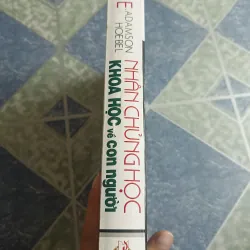 E
ADAMSON
HOEBEL
NHÂN CHỦNG HỌC
KHOA HỌC về con người